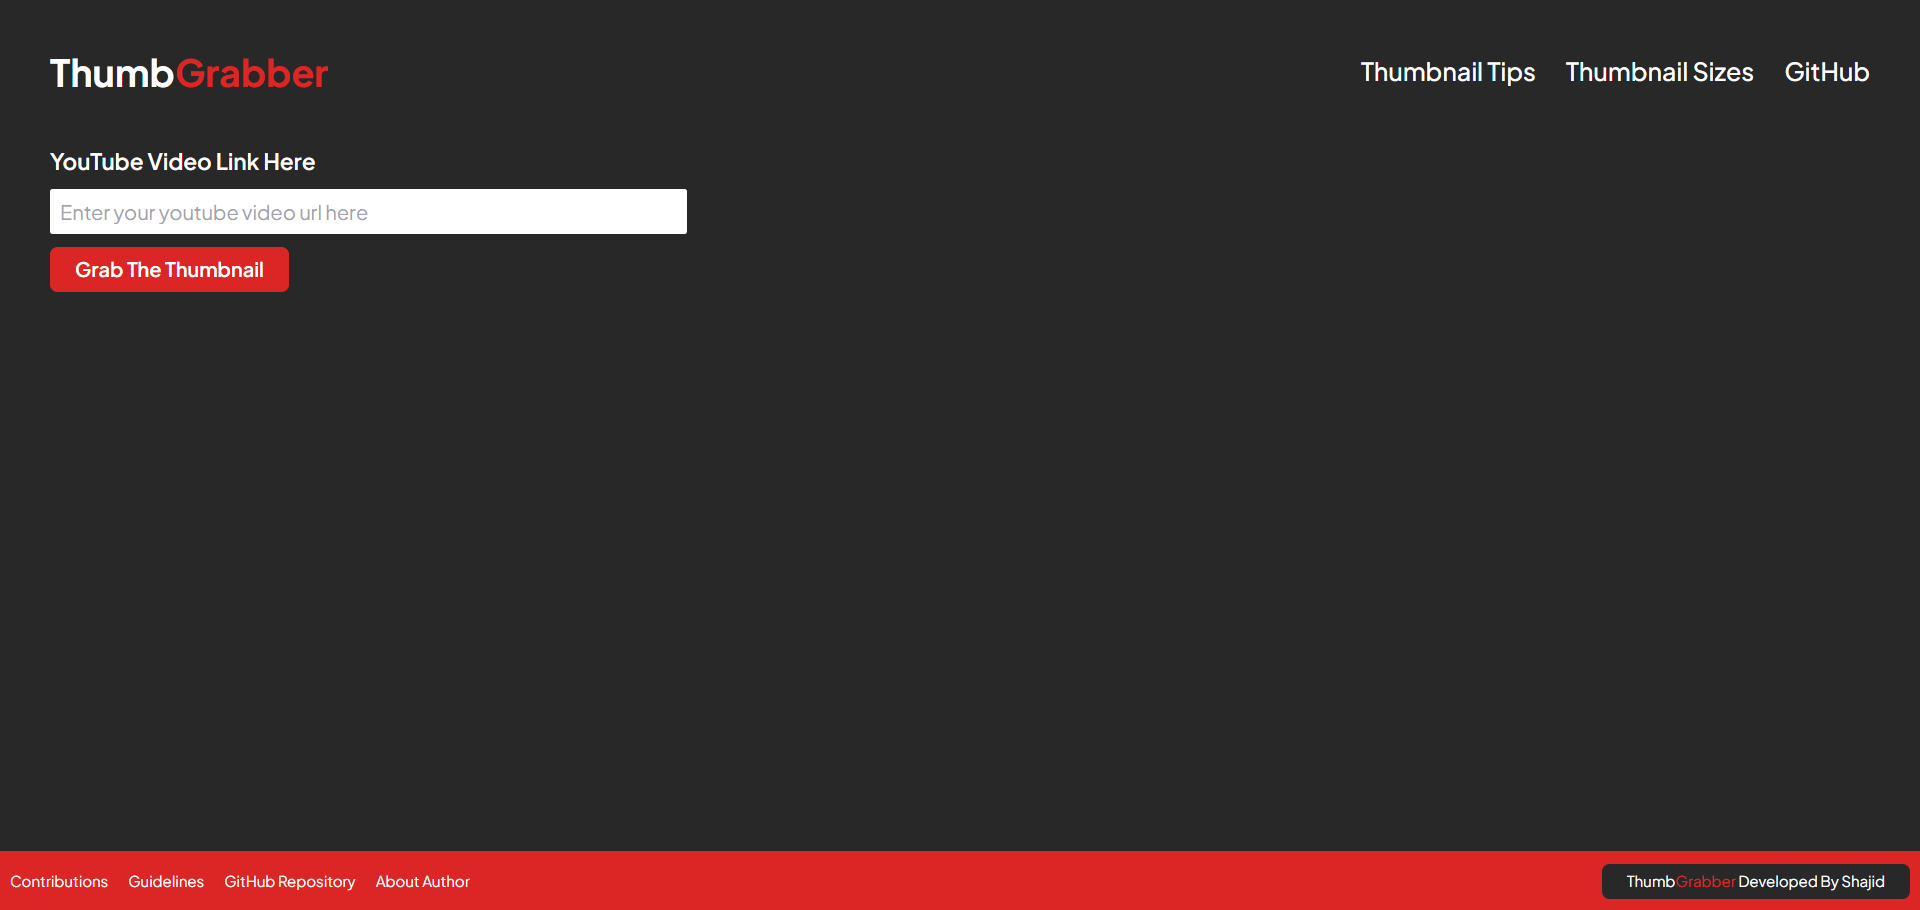 ThumbGrabber
Thumbnail Tips
Thumbnail Sizes
GitHub
YouTube Video Link Here
Enter your youtube video url here
Grab The Thumbnail
Contributions
Guidelines
GitHub Repository
About Author
ThumbGrabber Developed By Shajid